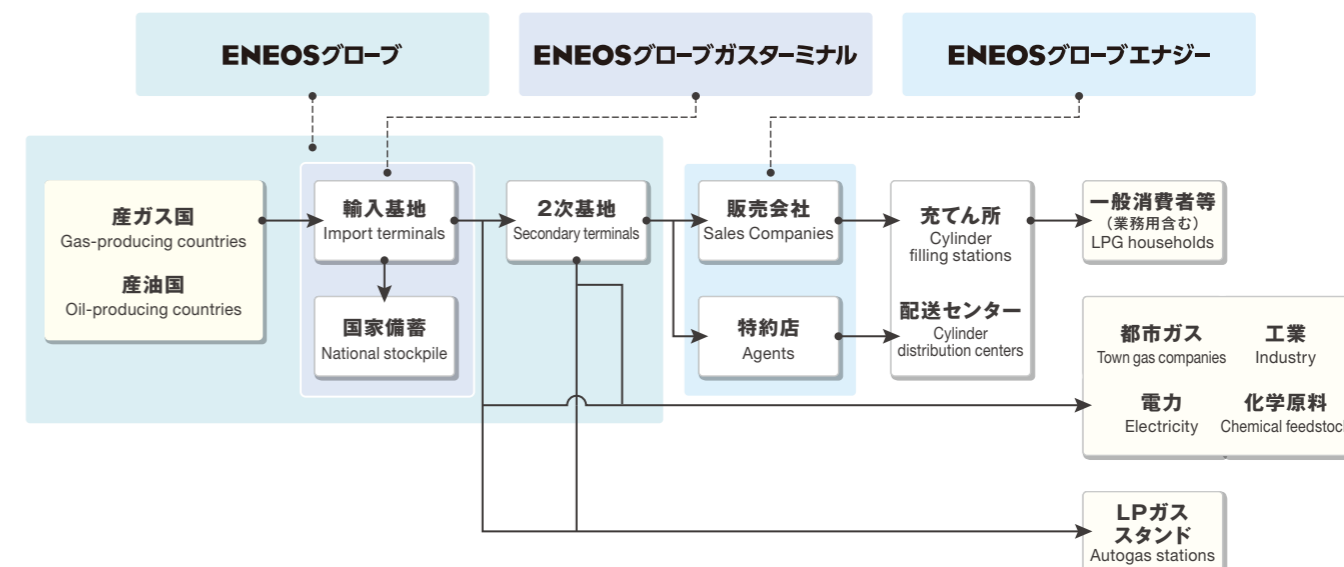 ENEOSグローブ
ENEOSグローブガスターミナル
ENEOSグローブエナジー
産ガス国
Gas-producing countries
産油国
Oil-producing countries
輸入基地
Import terminals
国家備蓄
National stockpile
2次基地
Secondary terminals
販売会社
Sales Companies
特約店
Agents
充てん所
Cylinder
filling stations
配送センター
Cylinder
distribution centers
一般消費者等
（業務用含む）
LPG households
都市ガス
Town gas companies
工業
Industry
電力
Electricity
化学原料
Chemical feedstock
LPガス
スタンド
Autogas stations